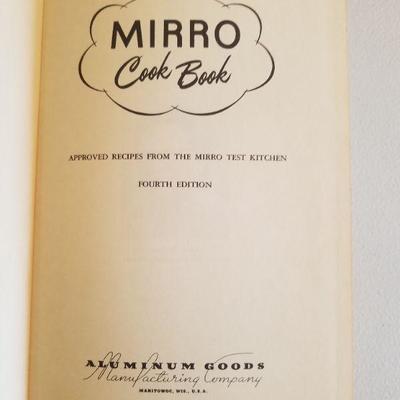 MIRRO
Cook Book
APPROVED RECIPES FROM THE MIRRO TEST KITCHEN
FOURTH EDITION
ALUMINUM GOODS
Manufacturing Company
MANITOWOC, WIS., U.S.A.